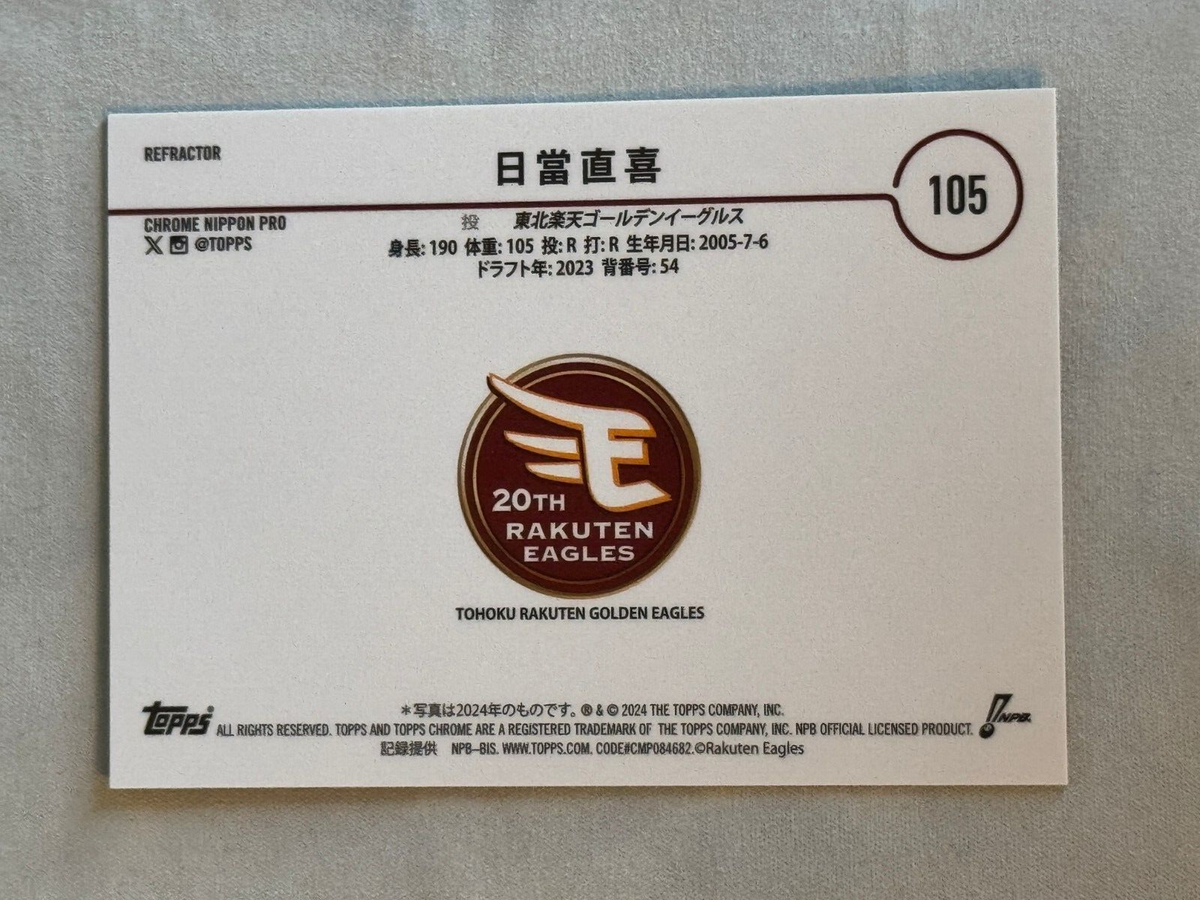 REFRACTOR
日當直喜
105
CHROME NIPPON PRO
投 東北楽天ゴールデンイーグルス
@TOPPS
身長: 190 体重: 105 投: R 打: R 生年月日: 2005-7-6
ドラフト年: 2023 背番号: 54
20TH
RAKUTEN
EAGLES
TOHOKU RAKUTEN GOLDEN EAGLES
topps
＊写真は2024年のものです。® & © 2024 THE TOPPS COMPANY, INC.
ALL RIGHTS RESERVED. TOPPS AND TOPPS CHROME ARE A REGISTERED TRADEMARK OF THE TOPPS COMPANY, INC. NPB OFFICIAL LICENSED PRODUCT.
NPB
記録提供 NPB–BIS. WWW.TOPPS.COM. CODE#CMP084682.©Rakuten Eagles